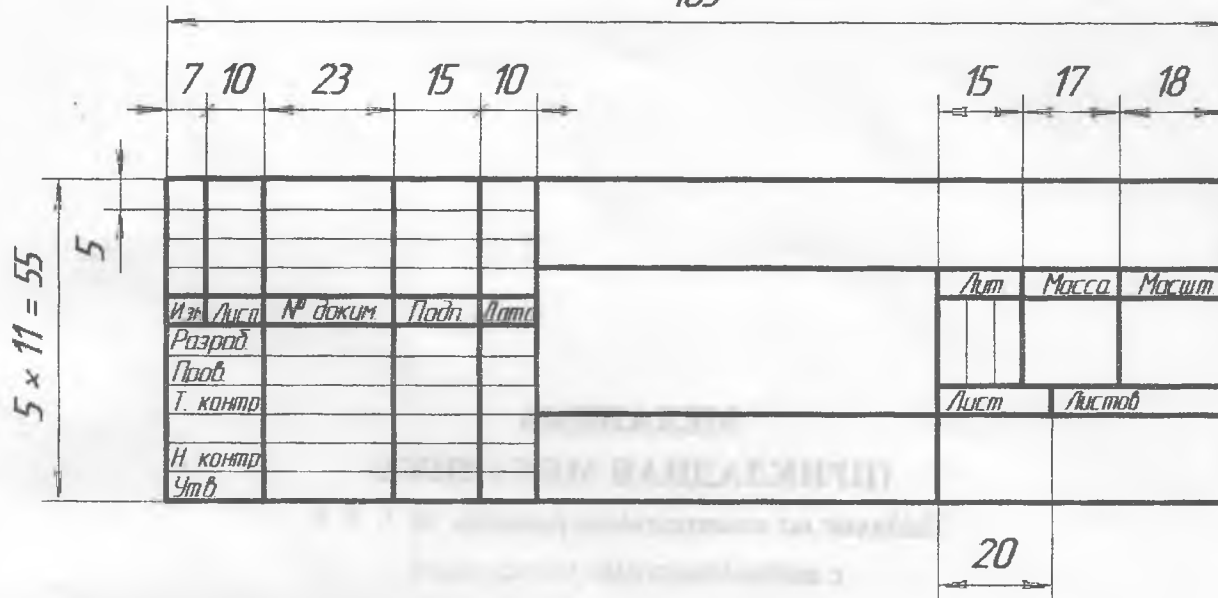 185
7 10 23 15 10 15 17 18
5
5 × 11 = 55
Лит Масса Масшт
Изм Лист № докум Подп. Дата
Разраб.
Пров.
Т. контр
Лист Листов
Н. контр
Утв
20